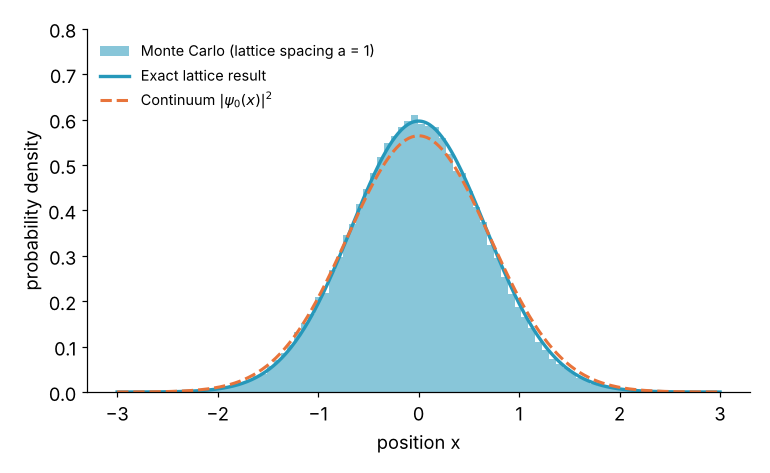 Monte Carlo (lattice spacing a = 1)
Exact lattice result
Continuum |ψ₀(x)|²
probability density
0.8
0.7
0.6
0.5
0.4
0.3
0.2
0.1
0.0
−3 −2 −1 0 1 2 3
position x